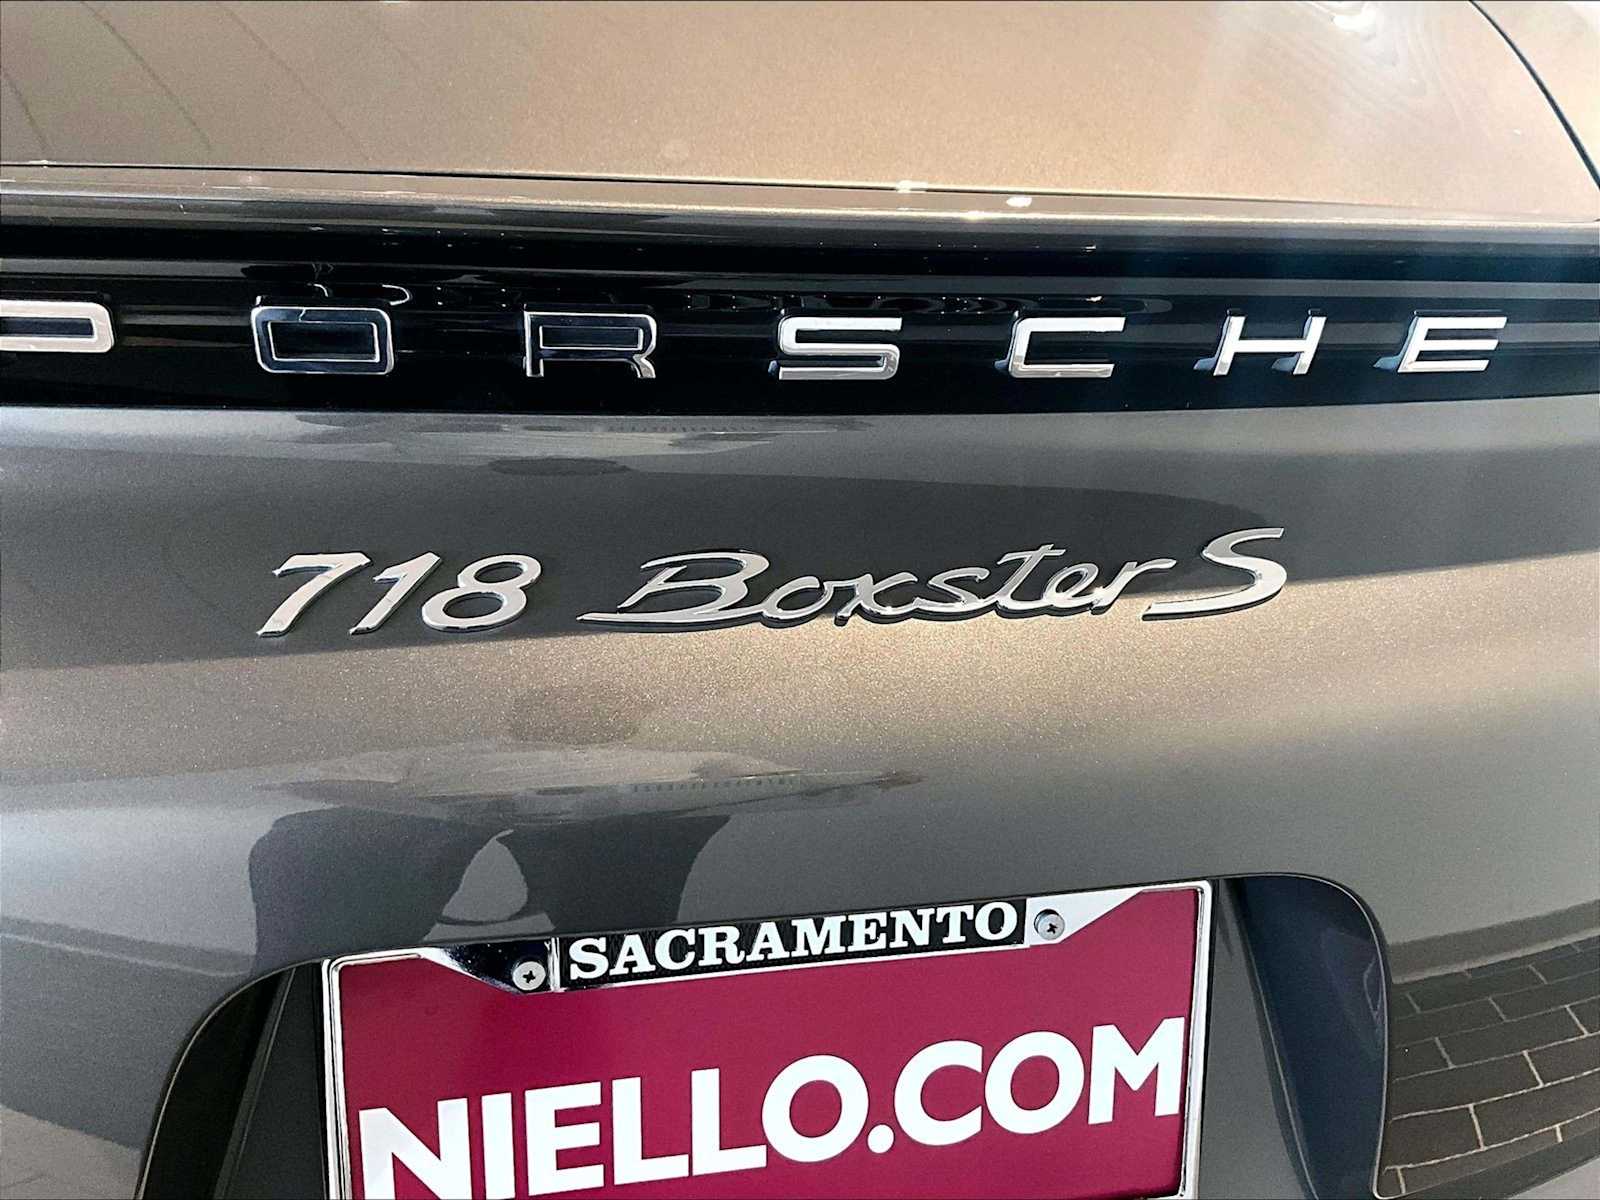 PORSCHE
718 Boxster S
SACRAMENTO
NIELLO.COM